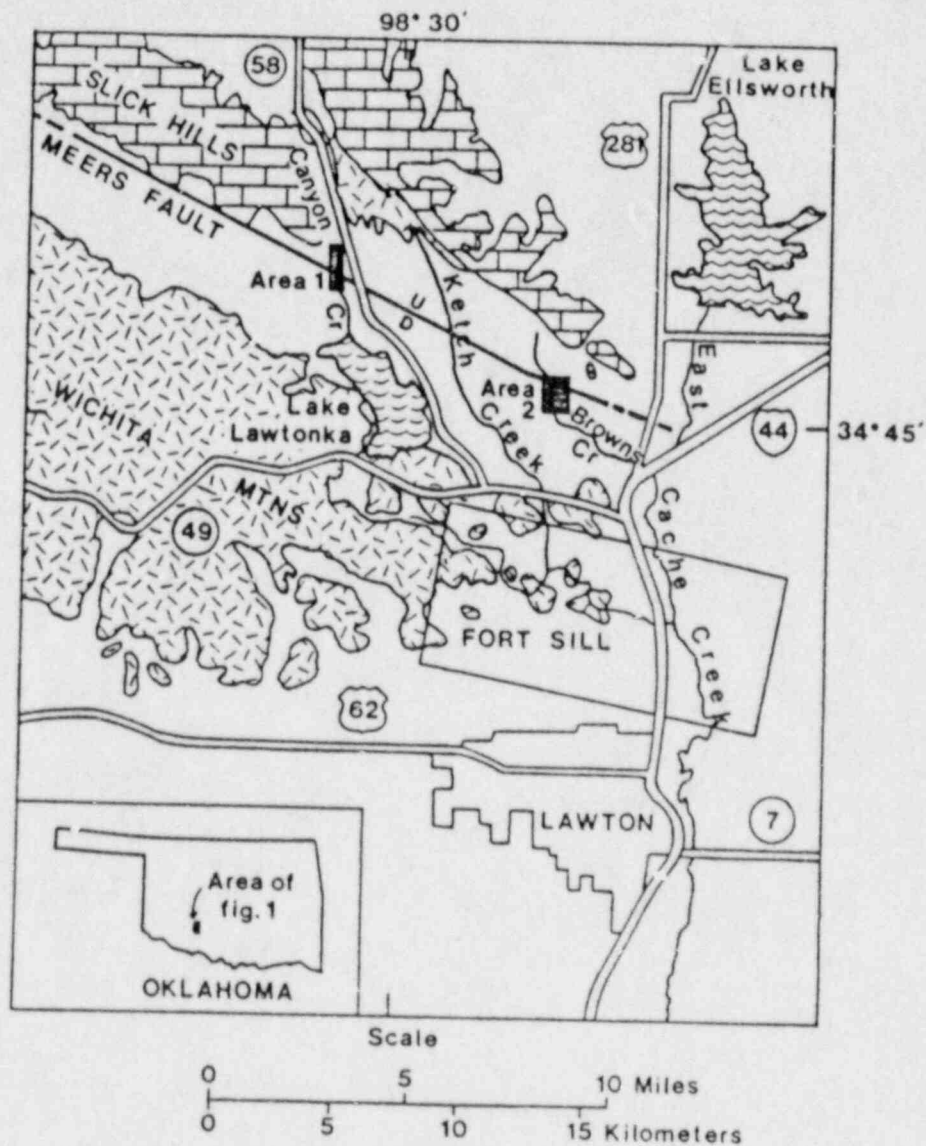 98° 30′
58
Lake
Ellsworth
SLICK HILLS
281
MEERS FAULT
Canyon
Cr
Area 1
U
D
Ketch
Creek
East
Cache
Creek
Area
2
Browns
Cr
44
34° 45′
WICHITA
MTNS
Lake
Lawtonka
49
FORT SILL
62
LAWTON
7
Area of
fig. 1
OKLAHOMA
Scale
0 5 10 Miles
0 5 10 15 Kilometers